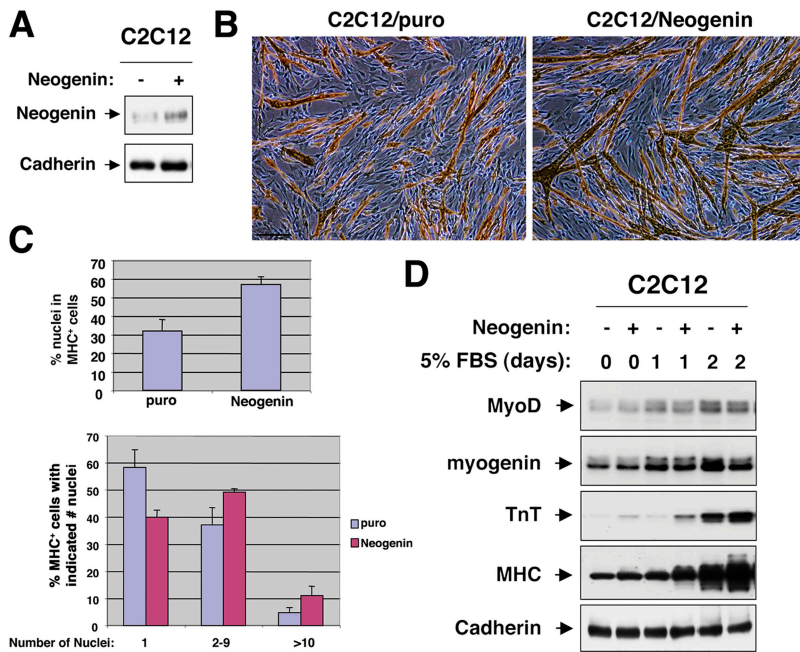 A
C2C12
Neogenin: - +
Neogenin
Cadherin
B
C2C12/puro
C2C12/Neogenin
C
% nuclei in
MHC+ cells
70
60
50
40
30
20
10
0
puro
Neogenin
% MHC+ cells with
indicated # nuclei
70
60
50
40
30
20
10
0
puro
Neogenin
Number of Nuclei: 1 2-9 >10
D
C2C12
Neogenin: - + - + - +
5% FBS (days): 0 0 1 1 2 2
MyoD
myogenin
TnT
MHC
Cadherin